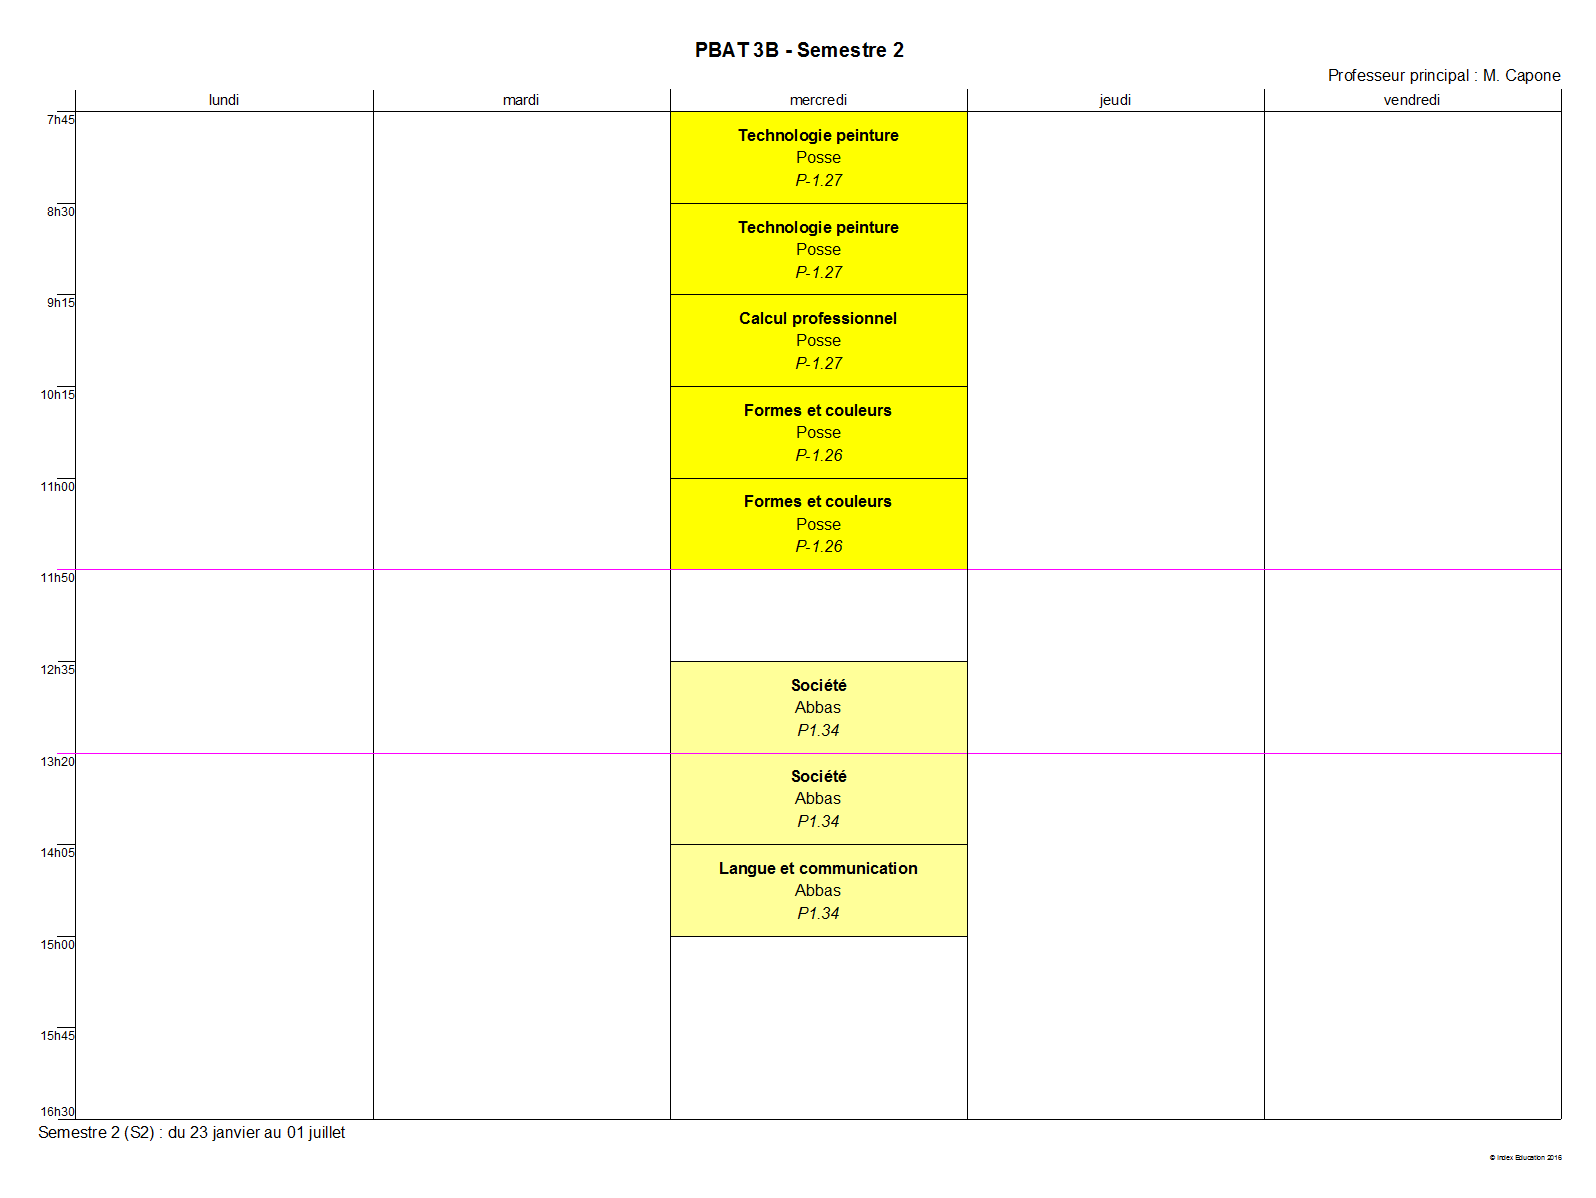 PBAT 3B - Semestre 2
Professeur principal : M. Capone
lundi mardi mercredi jeudi vendredi
7h45
Technologie peinture
Posse
P-1.27
8h30
Technologie peinture
Posse
P-1.27
9h15
Calcul professionnel
Posse
P-1.27
10h15
Formes et couleurs
Posse
P-1.26
11h00
Formes et couleurs
Posse
P-1.26
11h50
12h35
Société
Abbas
P1.34
13h20
Société
Abbas
P1.34
14h05
Langue et communication
Abbas
P1.34
15h00
15h45
16h30
Semestre 2 (S2) : du 23 janvier au 01 juillet
© Index Education 2016